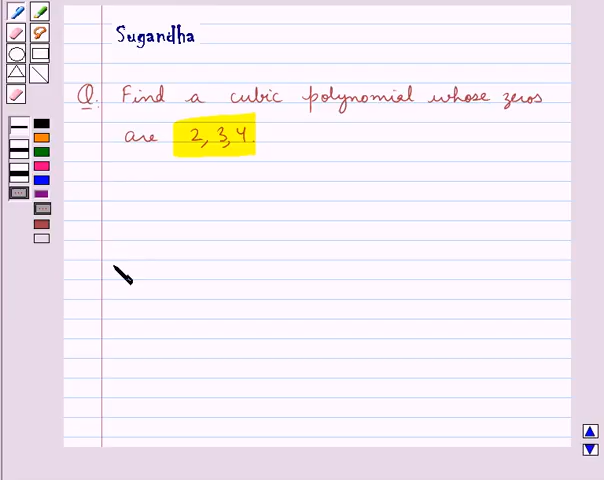 Sugandha
Q. Find a cubic polynomial whose zeros
are 2, 3, 4.